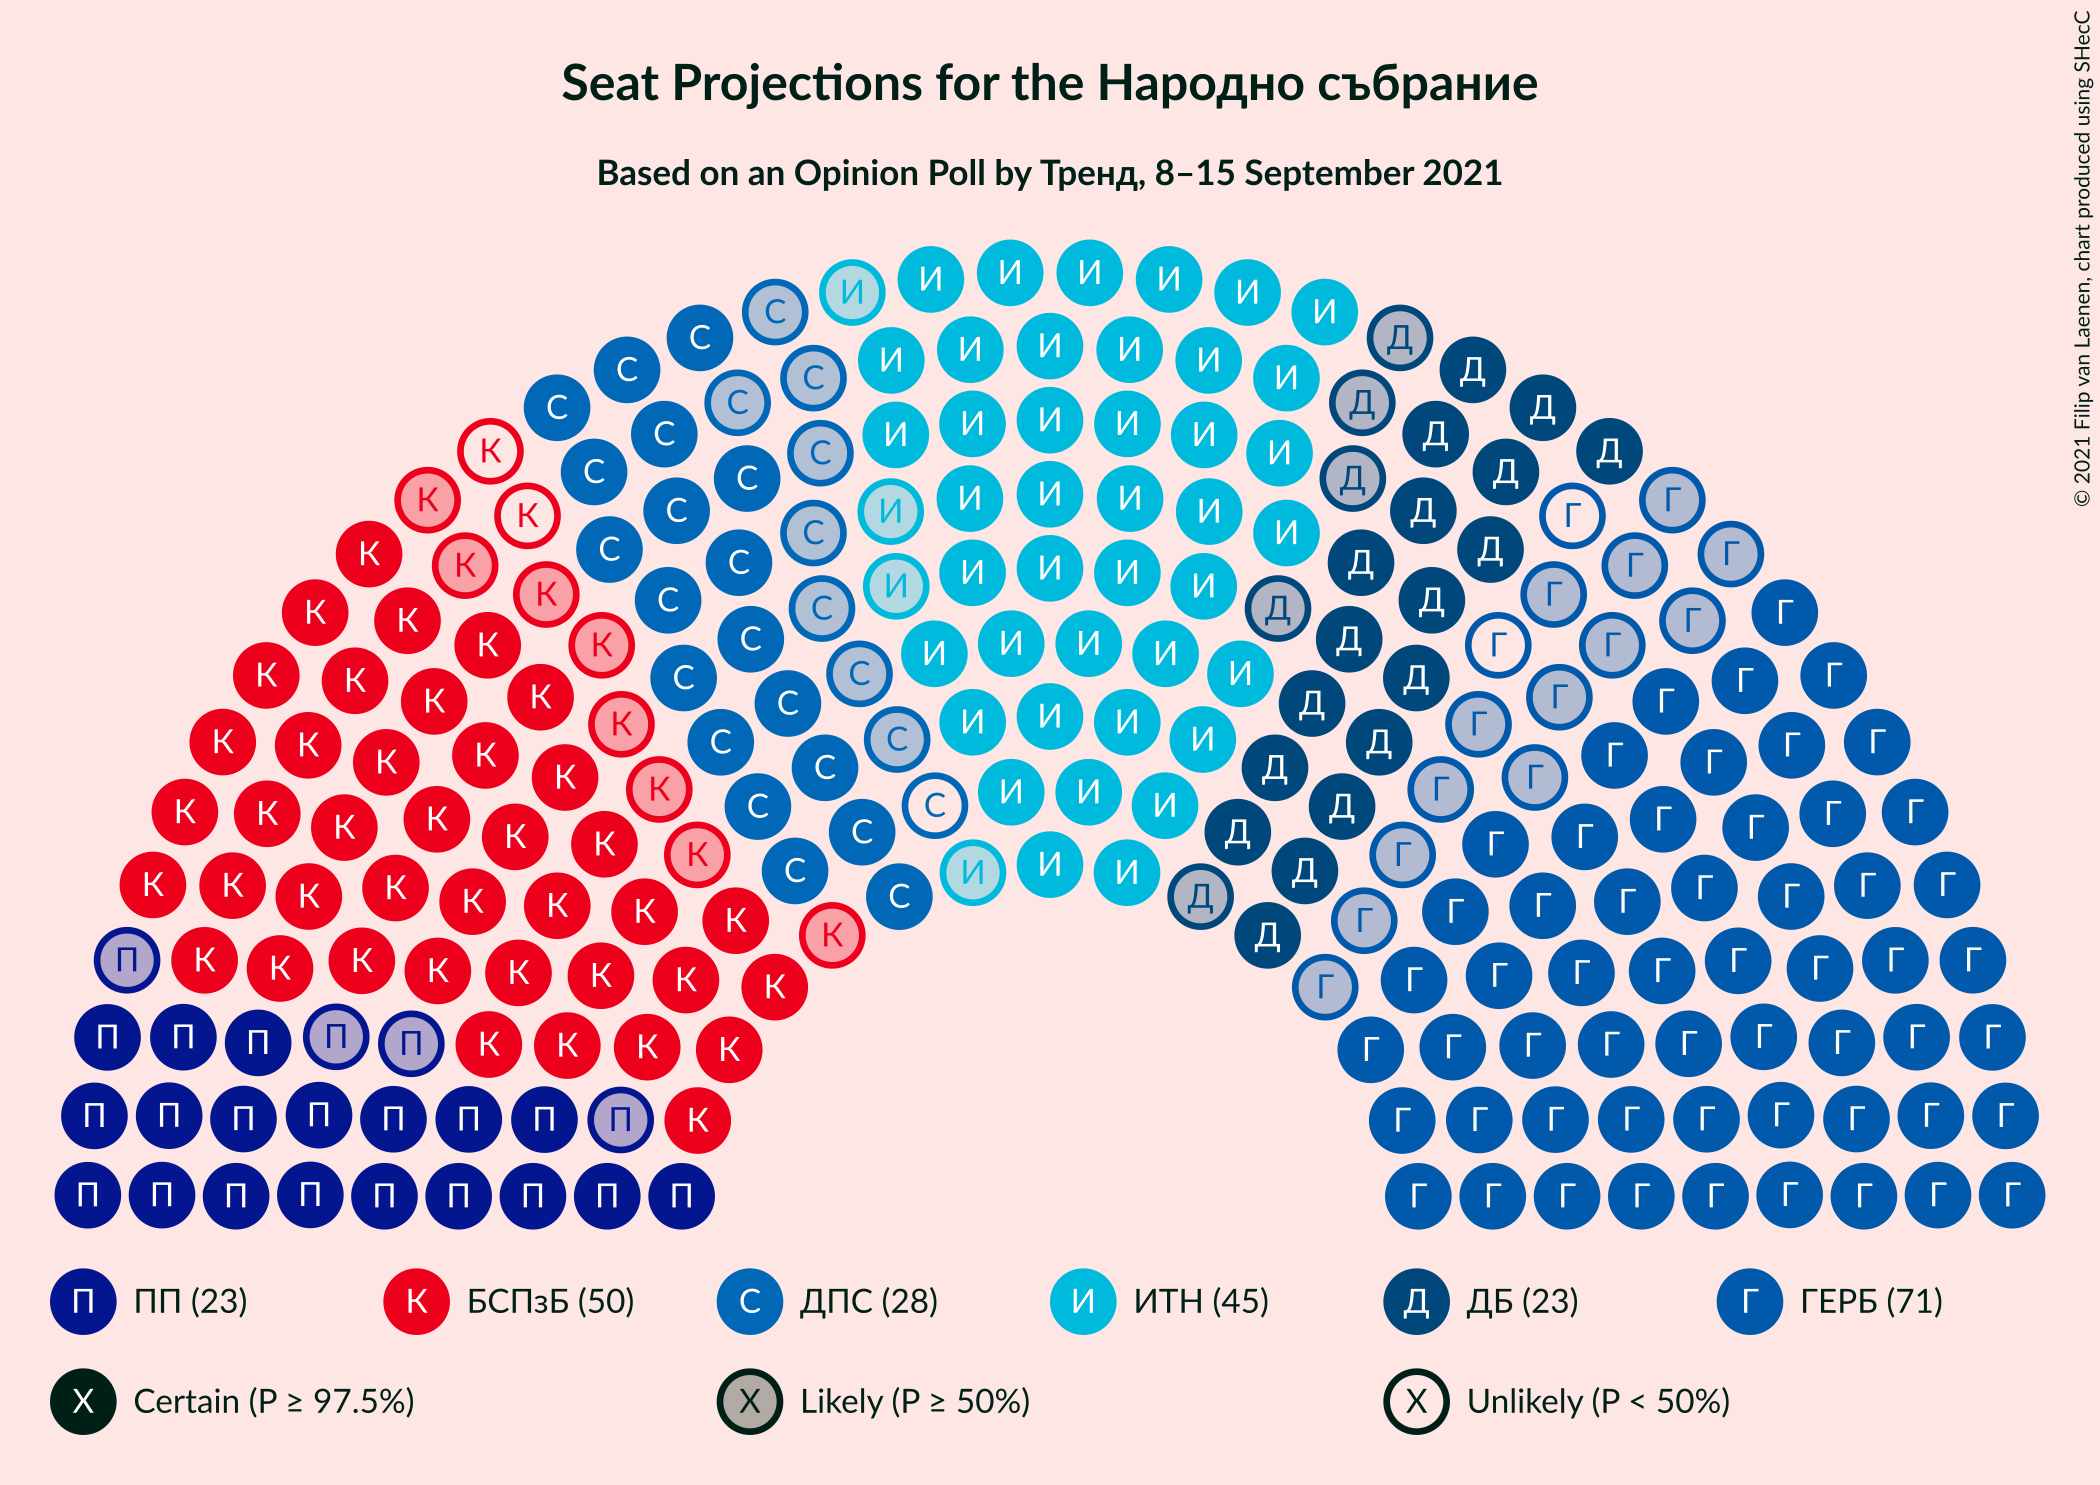 Seat Projections for the Народно събрание
Based on an Opinion Poll by Тренд, 8–15 September 2021
© 2021 Filip van Laenen, chart produced using SHecC
П ПП (23) К БСПзБ (50) С ДПС (28) И ИТН (45) Д ДБ (23) Г ГЕРБ (71)
X Certain (P ≥ 97.5%) X Likely (P ≥ 50%) X Unlikely (P < 50%)